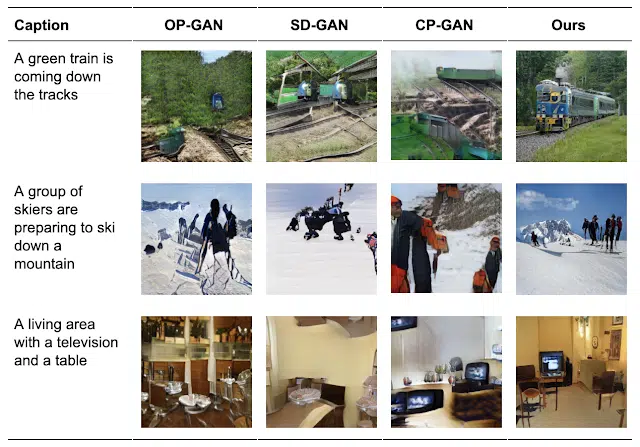 Caption OP-GAN SD-GAN CP-GAN Ours
A green train is
coming down
the tracks
A group of
skiers are
preparing to ski
down a
mountain
A living area
with a television
and a table